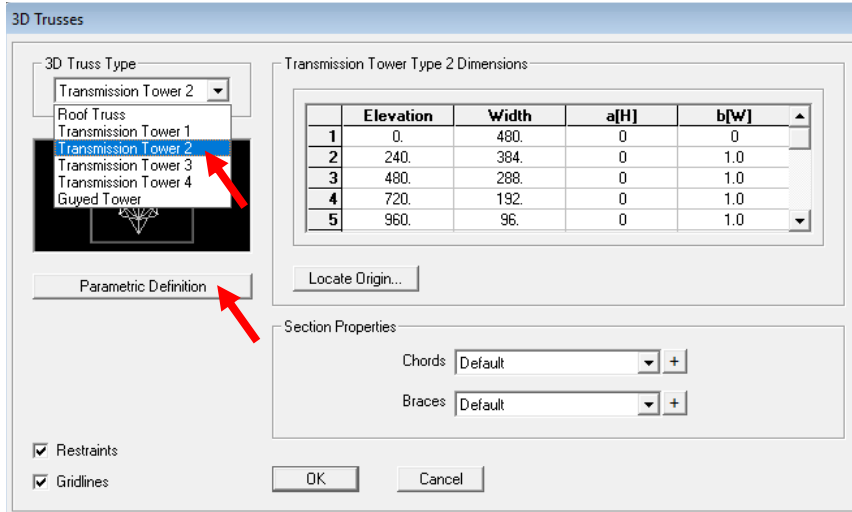 3D Trusses
3D Truss Type
Transmission Tower 2
Roof Truss
Transmission Tower 1
Transmission Tower 2
Transmission Tower 3
Transmission Tower 4
Guyed Tower
Parametric Definition
Restraints
Gridlines
Transmission Tower Type 2 Dimensions
Elevation Width a[H] b[W]
1 0. 480. 0 0
2 240. 384. 0 1.0
3 480. 288. 0 1.0
4 720. 192. 0 1.0
5 960. 96. 0 1.0
Locate Origin...
Section Properties
Chords Default +
Braces Default +
OK Cancel